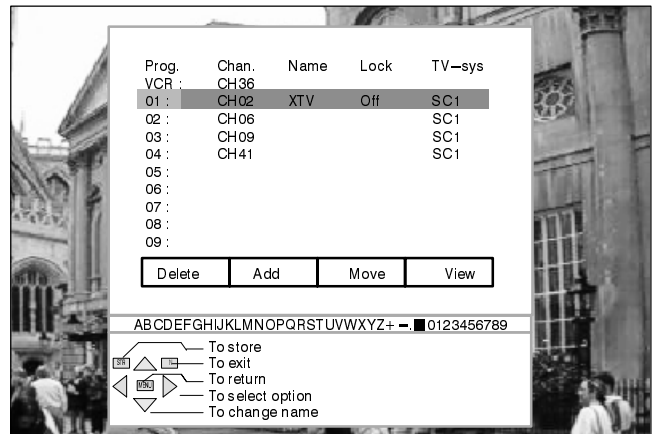 Prog. Chan. Name Lock TV—sys
VCR : CH36
01 : CH02 XTV Off SC1
02 : CH06 SC1
03 : CH09 SC1
04 : CH41 SC1
05 :
06 :
07 :
08 :
09 :
Delete Add Move View
ABCDEFGHIJKLMNOPQRSTUVWXYZ+ —. ■ 0123456789
To store
STR
To exit
N
To return
MENU
To select option
To change name